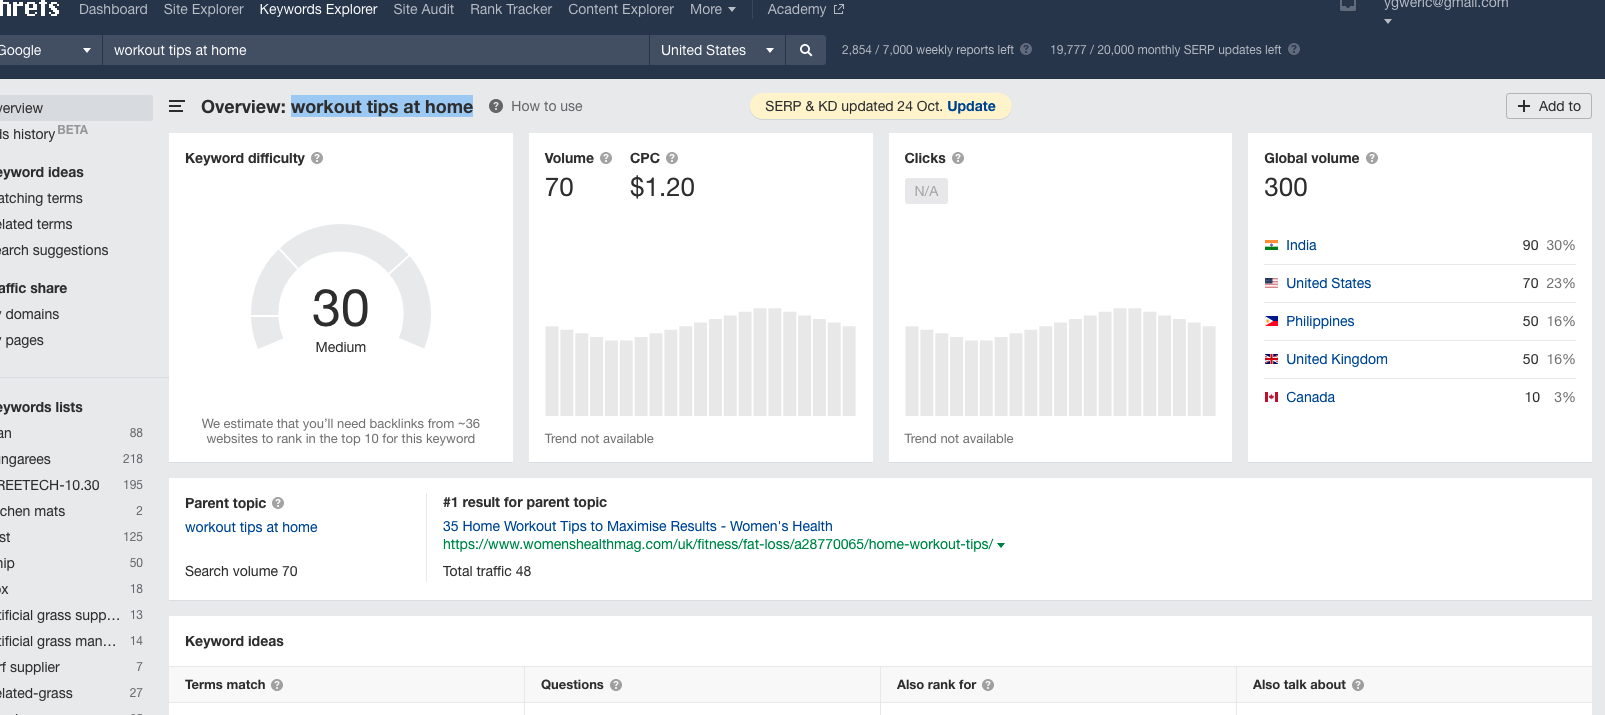 hrefs Dashboard Site Explorer Keywords Explorer Site Audit Rank Tracker Content Explorer More Academy ygweric@gmail.com
Google workout tips at home United States 2,854 / 7,000 weekly reports left ? 19,777 / 20,000 monthly SERP updates left ?
verview
ds history BETA
eyword ideas
atching terms
elated terms
earch suggestions
affic share
y domains
y pages
eywords lists
an 88
ngarees 218
REETECH-10.30 195
chen mats 2
st 125
hip 50
ox 18
tificial grass supp... 13
tificial grass man... 14
rf supplier 7
elated-grass 27
Overview: workout tips at home ? How to use SERP & KD updated 24 Oct. Update + Add to
Keyword difficulty ?
30
Medium
We estimate that you'll need backlinks from ~36
websites to rank in the top 10 for this keyword
Volume ? CPC ?
70 $1.20
Trend not available
Clicks ?
N/A
Trend not available
Global volume ?
300
India 90 30%
United States 70 23%
Philippines 50 16%
United Kingdom 50 16%
Canada 10 3%
Parent topic ?
workout tips at home
Search volume 70
#1 result for parent topic
35 Home Workout Tips to Maximise Results - Women's Health
https://www.womenshealthmag.com/uk/fitness/fat-loss/a28770065/home-workout-tips/
Total traffic 48
Keyword ideas
Terms match ? Questions ? Also rank for ? Also talk about ?